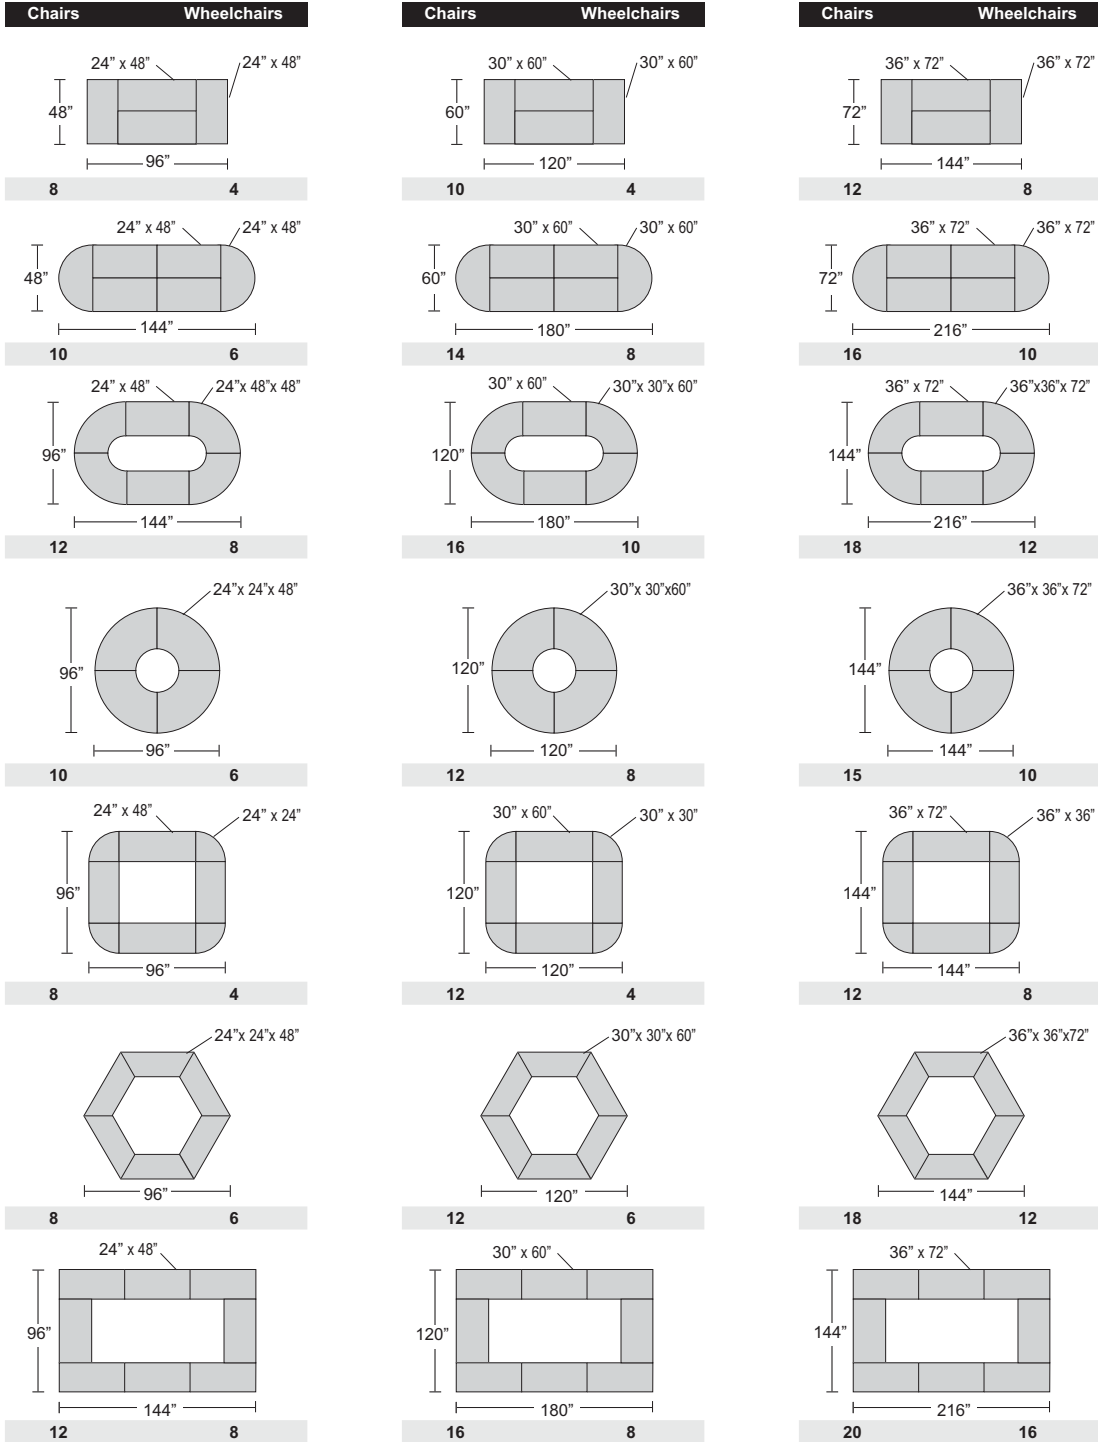 Chairs Wheelchairs Chairs Wheelchairs Chairs Wheelchairs
24” x 48” 24” x 48” 30” x 60” 30” x 60” 36” x 72” 36” x 72”
48” 60” 72”
96” 120” 144”
8 4 10 4 12 8
24” x 48” 24” x 48” 30” x 60” 30” x 60” 36” x 72” 36” x 72”
48” 60” 72”
144” 180” 216”
10 6 14 8 16 10
24” x 48” 24”x 48”x 48” 30” x 60” 30”x 30”x 60” 36” x 72” 36”x36”x 72”
96” 120” 144”
144” 180” 216”
12 8 16 10 18 12
24”x 24”x 48” 30”x 30”x60” 36”x 36”x 72”
96” 120” 144”
96” 120” 144”
10 6 12 8 15 10
24” x 48” 24” x 24” 30” x 60” 30” x 30” 36” x 72” 36” x 36”
96” 120” 144”
96” 120” 144”
8 4 12 4 12 8
24”x 24”x 48” 30”x 30”x 60” 36”x 36”x72”
96” 120” 144”
8 6 12 6 18 12
24” x 48” 30” x 60” 36” x 72”
96” 120” 144”
144” 180” 216”
12 8 16 8 20 16